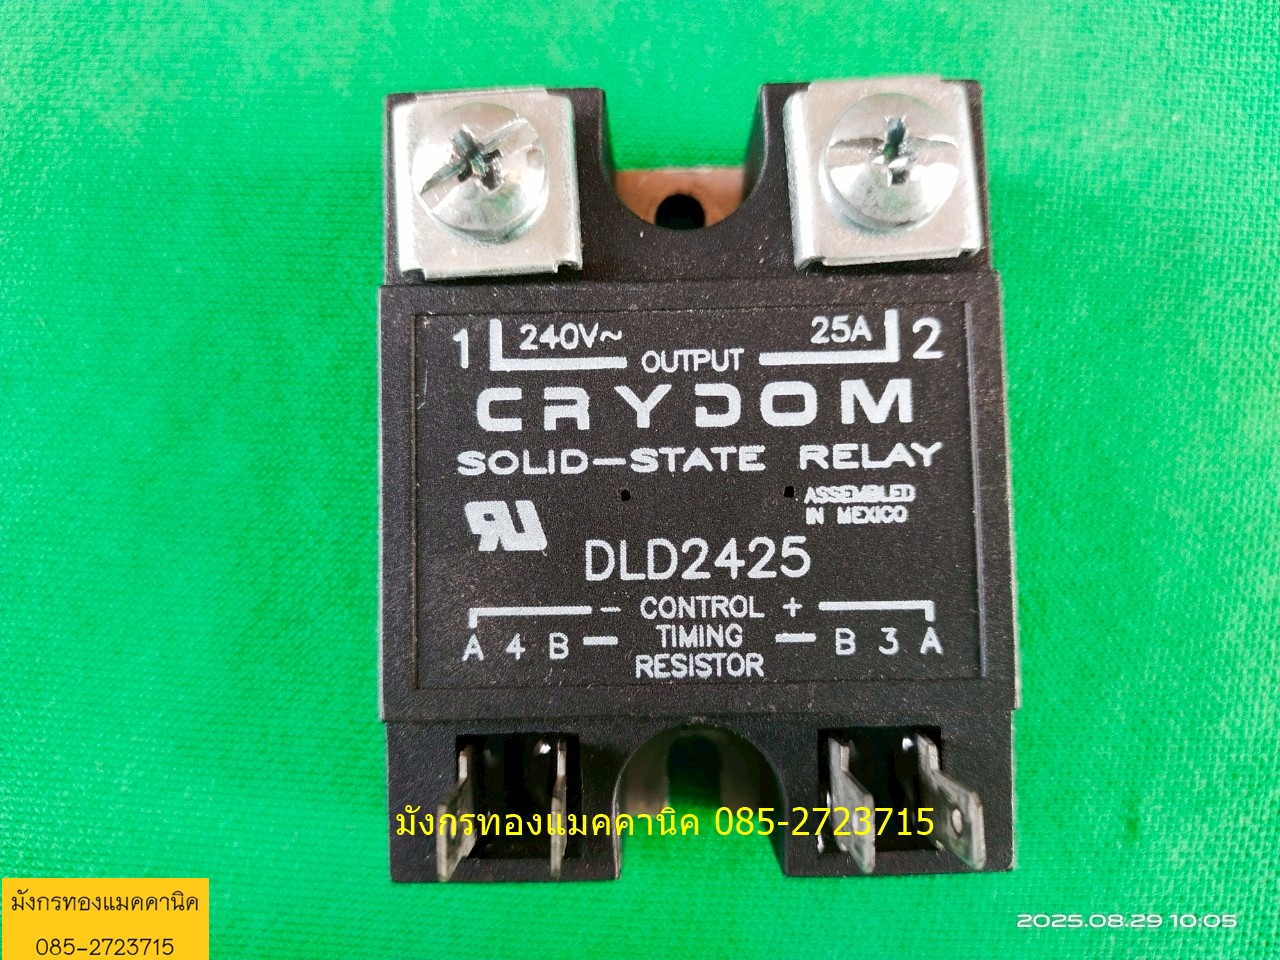 1 240V~ 25A 2
OUTPUT
CRYDOM
SOLID-STATE RELAY
ASSEMBLED
IN MEXICO
DLD2425
- CONTROL +
A 4 B - TIMING - B 3 A
RESISTOR
มังกรทองแมคคานิค 085-2723715
มังกรทองแมคคานิค
085-2723715
2025.08.29 10:05